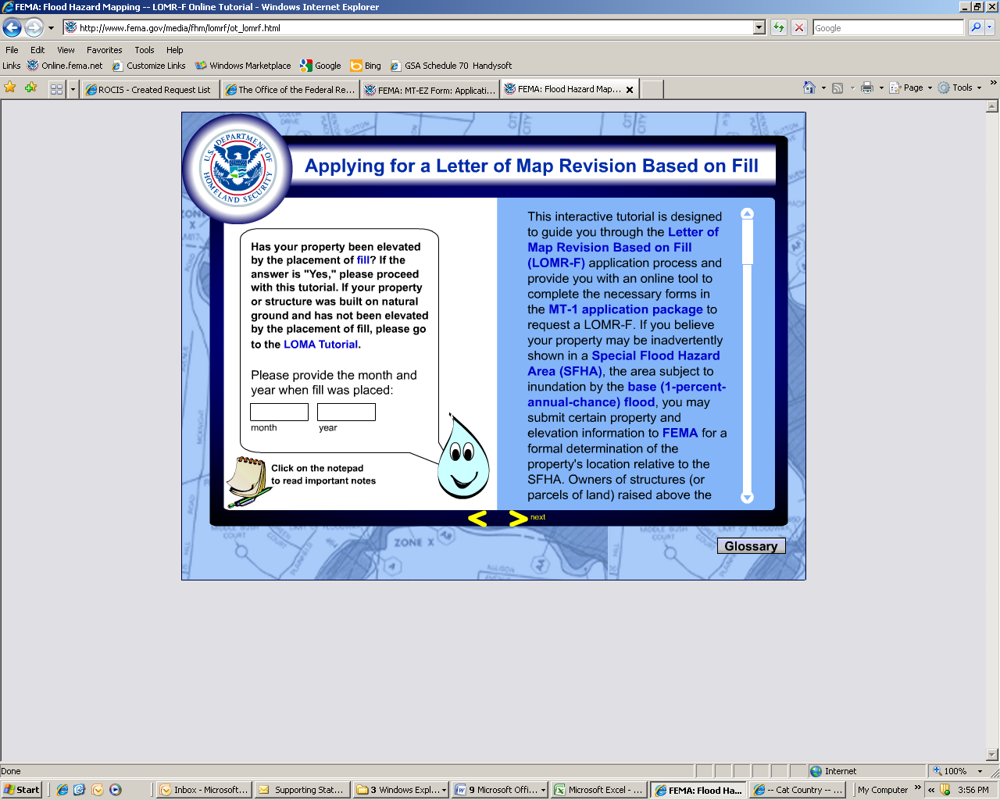 FEMA: Flood Hazard Mapping -- LOMR-F Online Tutorial - Windows Internet Explorer
http://www.fema.gov/media/fhm/lomrf/ot_lomrf.html
Google
File Edit View Favorites Tools Help
Links Online.fema.net Customize Links Windows Marketplace Google Bing GSA Schedule 70 Handysoft
ROCIS - Created Request List
The Office of the Federal Re...
FEMA: MT-EZ Form: Applicati...
FEMA: Flood Hazard Map...
Page Tools
U.S. DEPARTMENT OF HOMELAND SECURITY
Applying for a Letter of Map Revision Based on Fill
Has your property been elevated
by the placement of fill? If the
answer is "Yes," please proceed
with this tutorial. If your property
or structure was built on natural
ground and has not been elevated
by the placement of fill, please go
to the LOMA Tutorial.
Please provide the month and
year when fill was placed:
month year
Click on the notepad
to read important notes
This interactive tutorial is designed
to guide you through the Letter of
Map Revision Based on Fill
(LOMR-F) application process and
provide you with an online tool to
complete the necessary forms in
the MT-1 application package to
request a LOMR-F. If you believe
your property may be inadvertently
shown in a Special Flood Hazard
Area (SFHA), the area subject to
inundation by the base (1-percent-
annual-chance) flood, you may
submit certain property and
elevation information to FEMA for a
formal determination of the
property's location relative to the
SFHA. Owners of structures (or
parcels of land) raised above the
next
ZONE X
Glossary
Done Internet 100%
Start Inbox - Microsoft... Supporting Stat... 3 Windows Expl... 9 Microsoft Offi... Microsoft Excel - ... FEMA: Flood Ha... -- Cat Country -- ... My Computer 3:56 PM